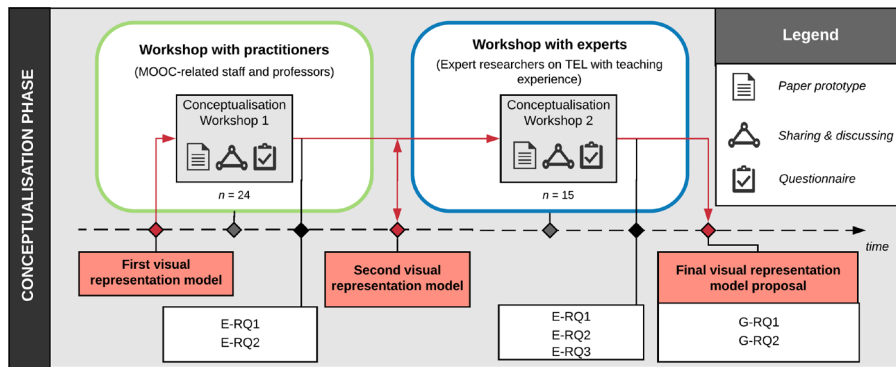 CONCEPTUALISATION PHASE
Workshop with practitioners
(MOOC-related staff and professors)
Conceptualisation
Workshop 1
n = 24
Workshop with experts
(Expert researchers on TEL with teaching
experience)
Conceptualisation
Workshop 2
n = 15
Legend
Paper prototype
Sharing & discussing
Questionnaire
time
First visual
representation model
Second visual
representation model
Final visual representation
model proposal
E-RQ1
E-RQ2
E-RQ1
E-RQ2
E-RQ3
G-RQ1
G-RQ2